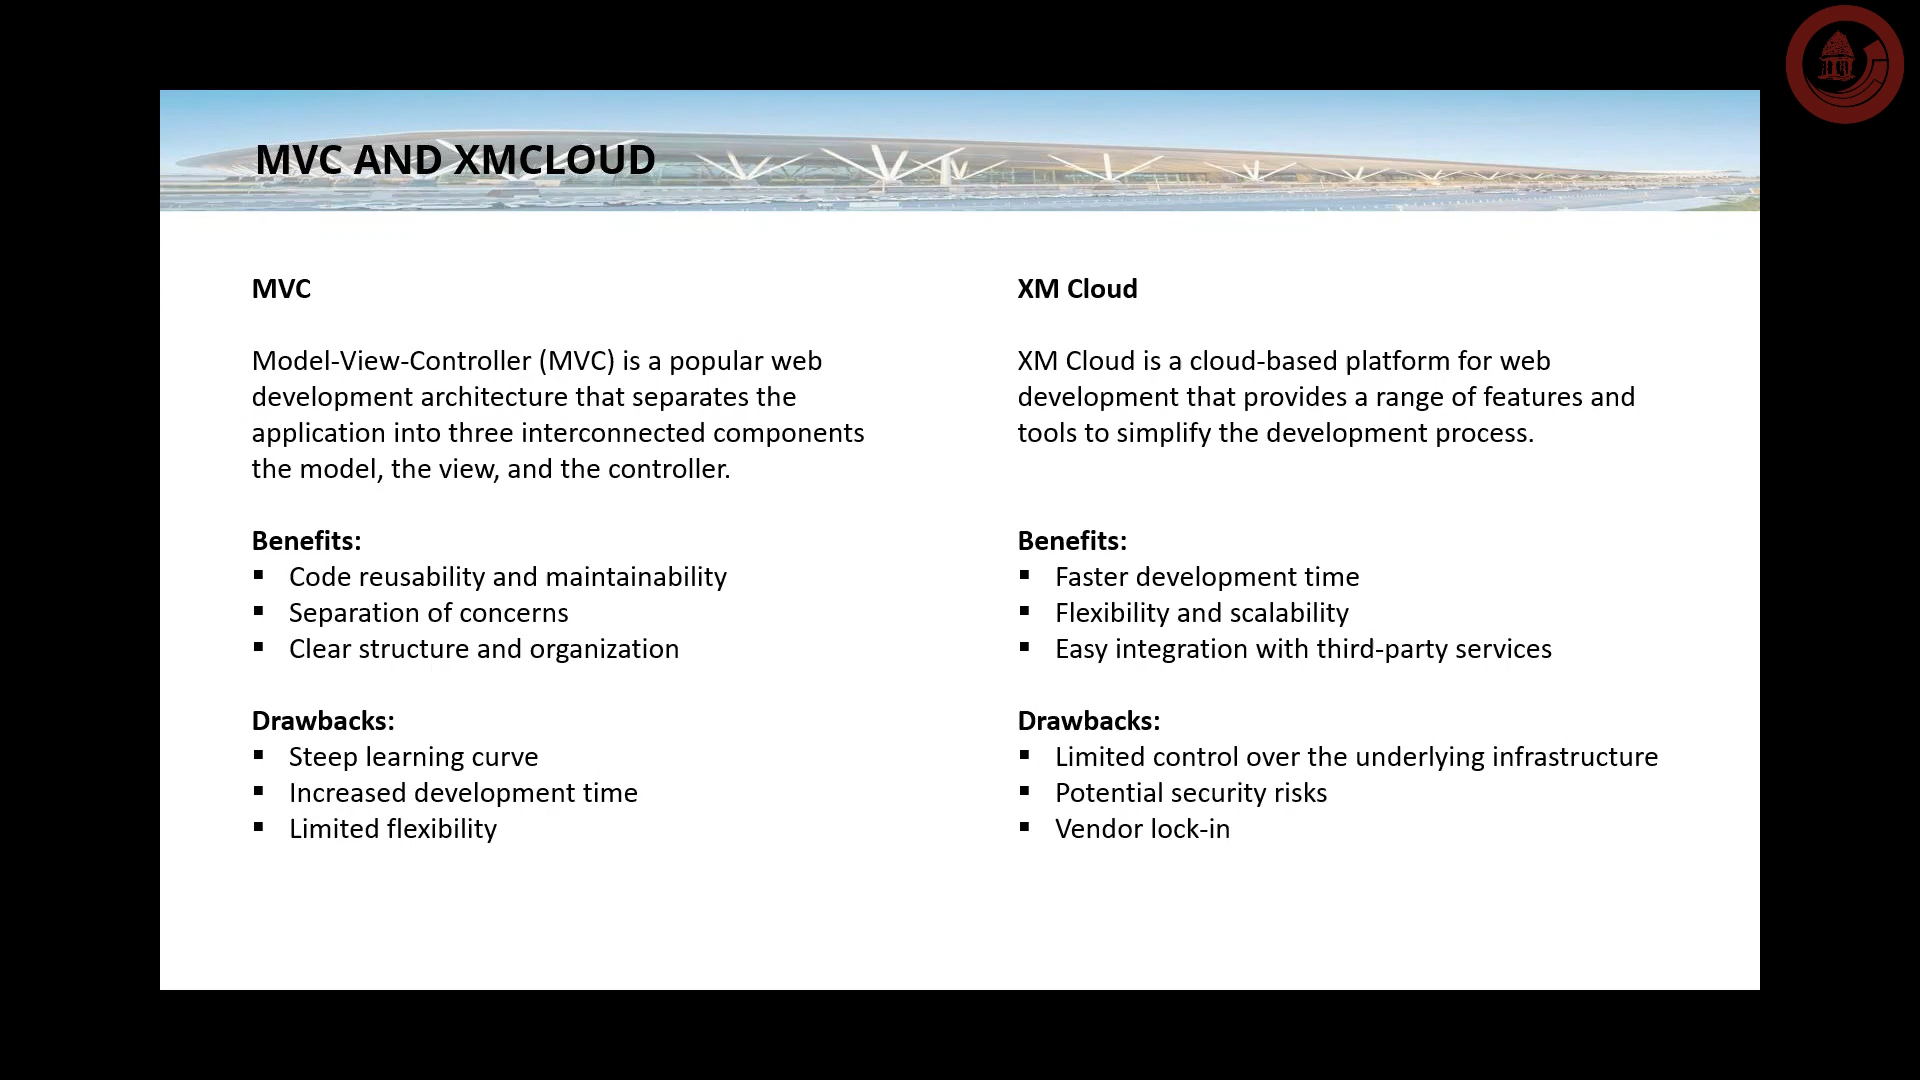 MVC AND XMCLOUD
MVC
Model-View-Controller (MVC) is a popular web
development architecture that separates the
application into three interconnected components
the model, the view, and the controller.
Benefits:
▪ Code reusability and maintainability
▪ Separation of concerns
▪ Clear structure and organization
Drawbacks:
▪ Steep learning curve
▪ Increased development time
▪ Limited flexibility
XM Cloud
XM Cloud is a cloud-based platform for web
development that provides a range of features and
tools to simplify the development process.
Benefits:
▪ Faster development time
▪ Flexibility and scalability
▪ Easy integration with third-party services
Drawbacks:
▪ Limited control over the underlying infrastructure
▪ Potential security risks
▪ Vendor lock-in